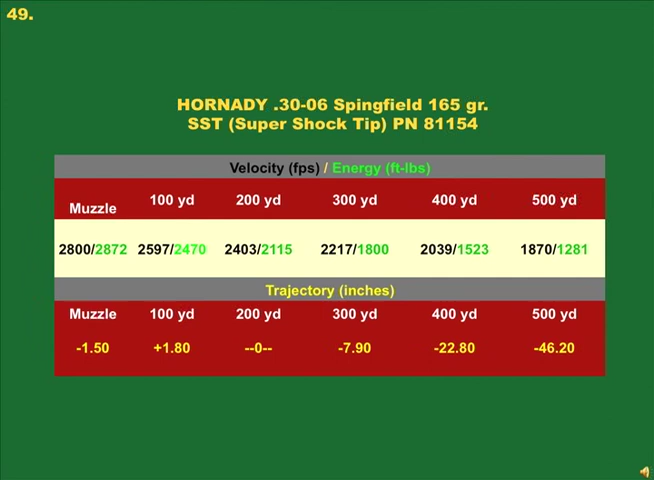 49.
HORNADY .30-06 Spingfield 165 gr.
SST (Super Shock Tip) PN 81154
Velocity (fps) / Energy (ft-lbs)
Muzzle 100 yd 200 yd 300 yd 400 yd 500 yd
2800/2872 2597/2470 2403/2115 2217/1800 2039/1523 1870/1281
Trajectory (inches)
Muzzle 100 yd 200 yd 300 yd 400 yd 500 yd
-1.50 +1.80 --0-- -7.90 -22.80 -46.20